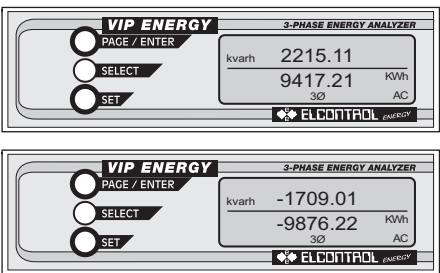 VIP ENERGY 3-PHASE ENERGY ANALYZER
PAGE / ENTER
kvarh 2215.11
SELECT
9417.21 KWh
SET 3Ø AC
ELCONTROL ENERGY
VIP ENERGY 3-PHASE ENERGY ANALYZER
PAGE / ENTER
kvarh -1709.01
SELECT
-9876.22 KWh
SET 3Ø AC
ELCONTROL ENERGY